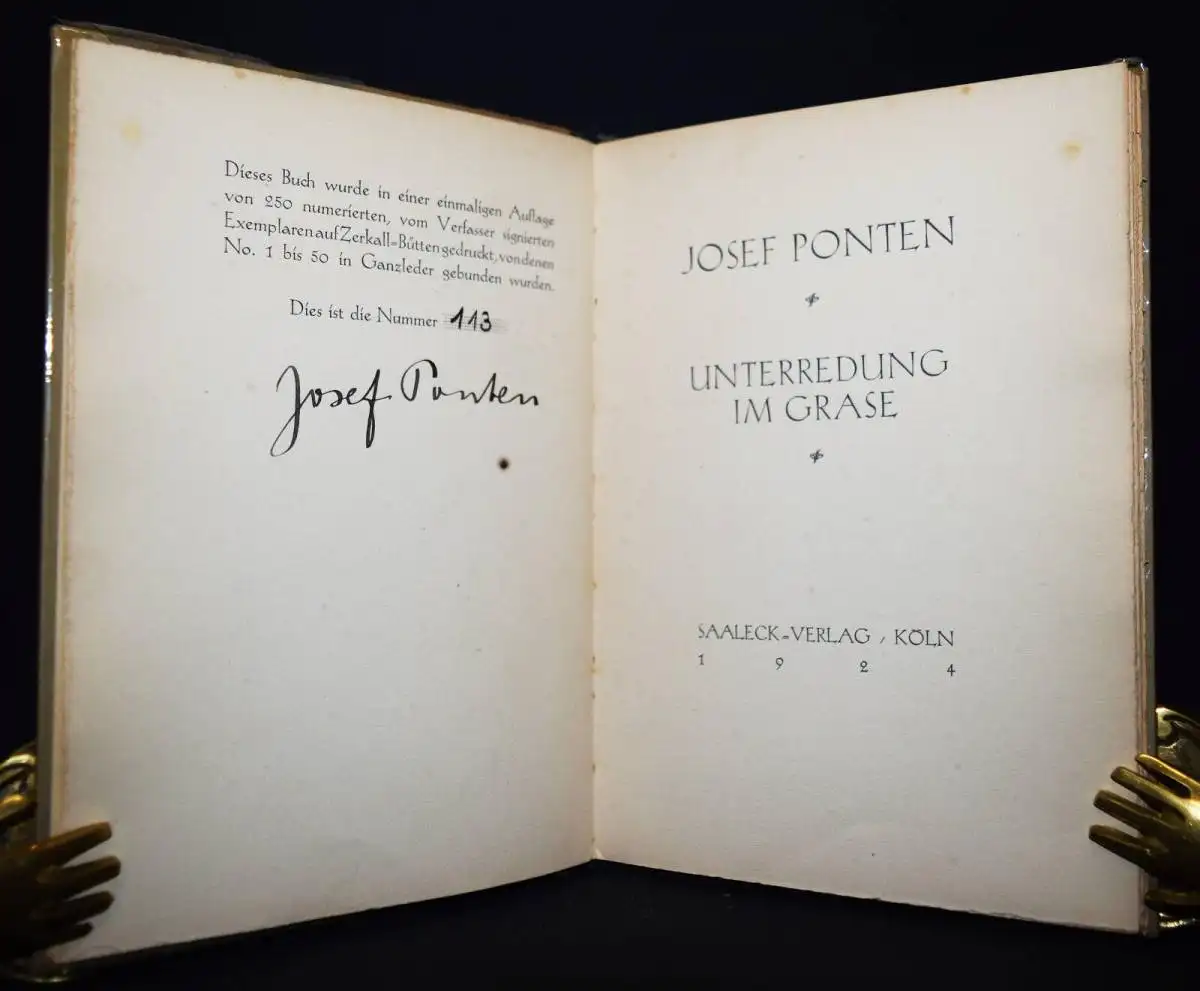 Dieses Buch wurde in einer einmaligen Auflage
von 250 numerierten, vom Verfasser signierten
Exemplaren auf Zerkall=Bütten gedruckt, von denen
No. 1 bis 50 in Ganzleder gebunden wurden.
Dies ist die Nummer 113
Josef Ponten
JOSEF PONTEN
UNTERREDUNG
IM GRASE
SAALECK=VERLAG / KÖLN
1 9 2 4